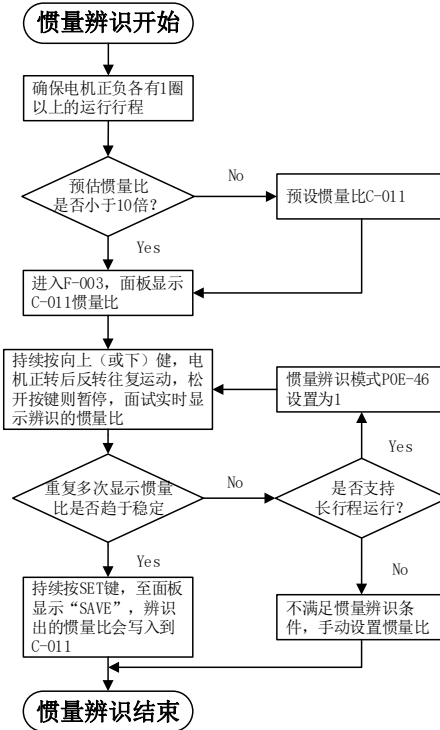 惯量辨识开始
确保电机正负各有1圈
以上的运行行程
预估惯量比
是否小于10倍？
No
预设惯量比C-011
Yes
进入F-003，面板显示
C-011惯量比
持续按向上（或下）健，电
机正转后反转往复运动，松
开按键则暂停，面试实时显
示辨识的惯量比
惯量辨识模式P0E-46
设置为1
Yes
重复多次显示惯量
比是否趋于稳定
No
是否支持
长行程运行？
Yes
No
持续按SET键，至面板
显示“SAVE”，辨识
出的惯量比会写入到
C-011
不满足惯量辨识条
件，手动设置惯量比
惯量辨识结束